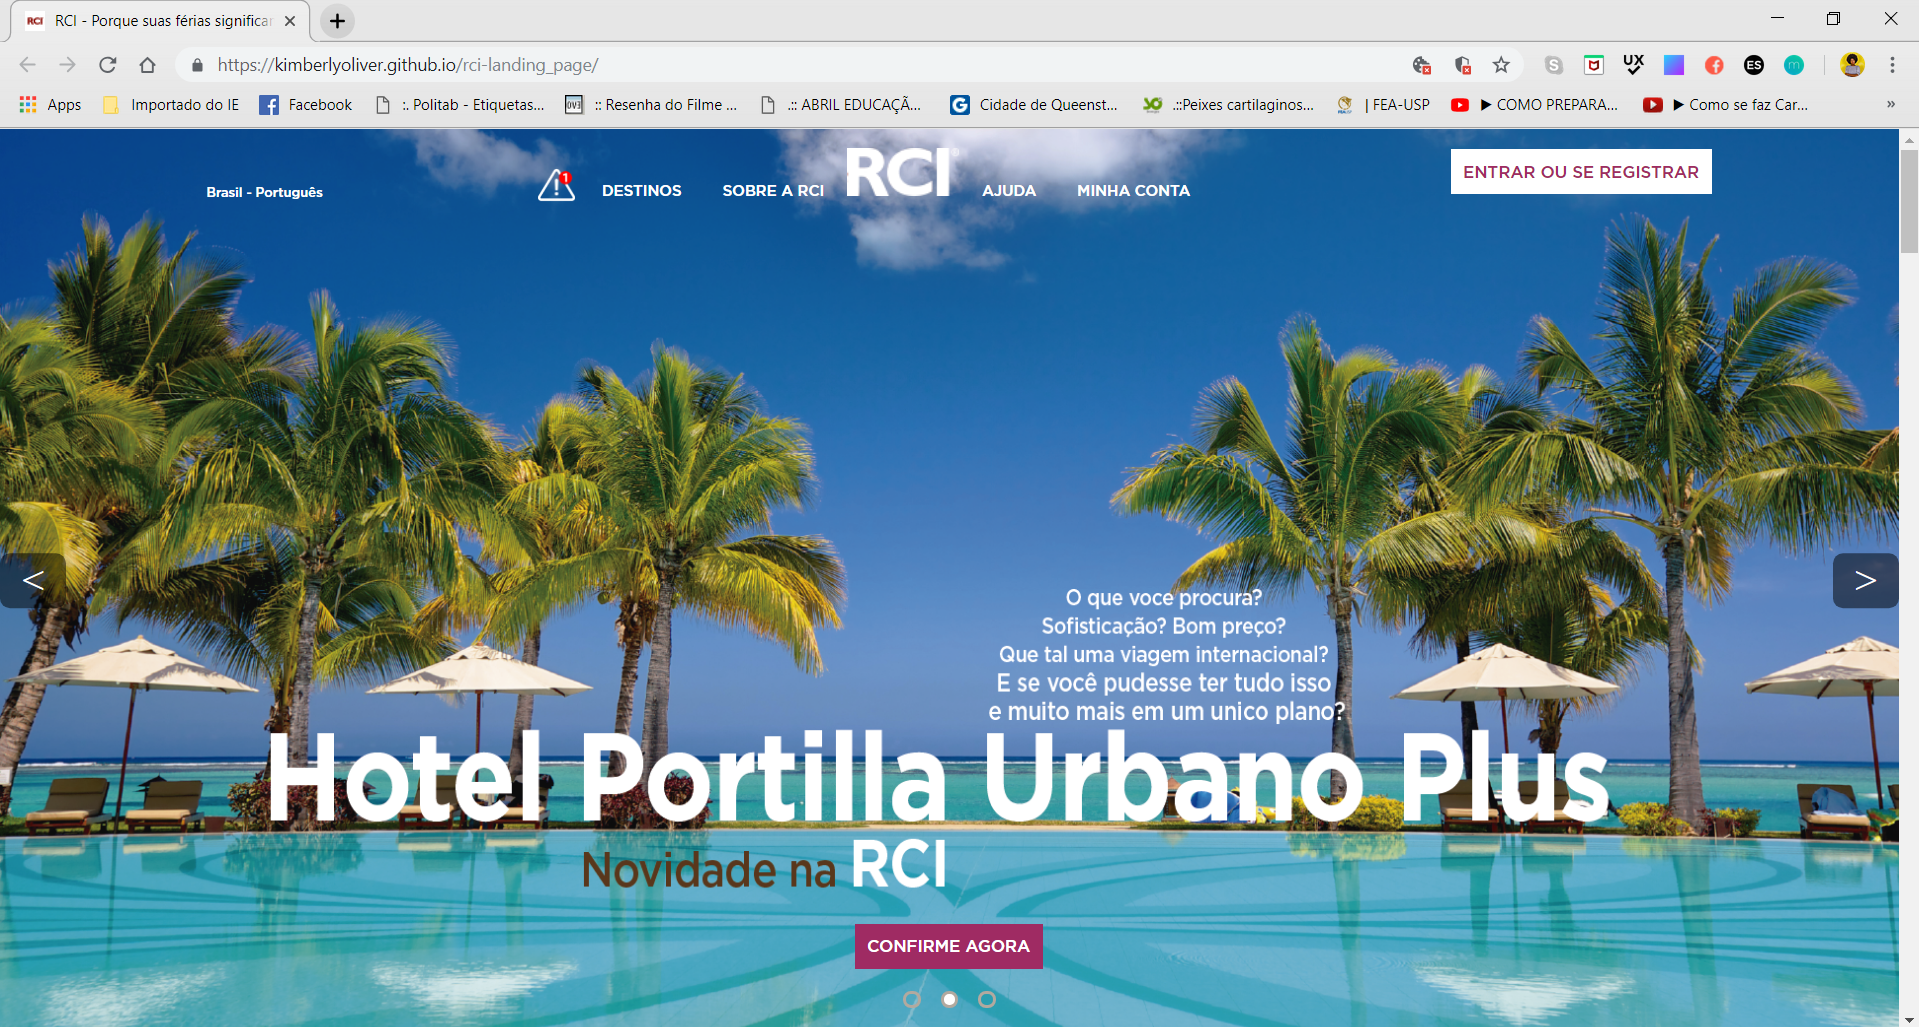 RCI RCI - Porque suas férias significar
https://kimberlyoliver.github.io/rci-landing_page/
S UX ES m
Apps Importado do IE Facebook :. Politab - Etiquetas... :: Resenha do Filme ... .:: ABRIL EDUCAÇÃ... G Cidade de Queenst... .::Peixes cartilaginos... | FEA-USP ▶ COMO PREPARA... ▶ Como se faz Car... »
Brasil - Português
1
DESTINOS SOBRE A RCI RCI® AJUDA MINHA CONTA
ENTRAR OU SE REGISTRAR
< >
O que voce procura?
Sofisticação? Bom preço?
Que tal uma viagem internacional?
E se você pudesse ter tudo isso
e muito mais em um unico plano?
Hotel Portilla Urbano Plus
Novidade na RCI
CONFIRME AGORA